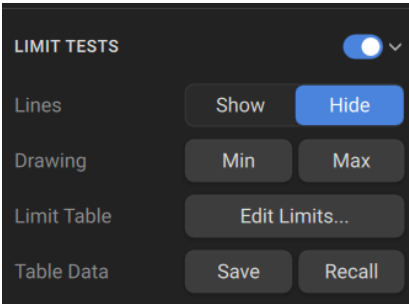 LIMIT TESTS
Lines Show Hide
Drawing Min Max
Limit Table Edit Limits...
Table Data Save Recall